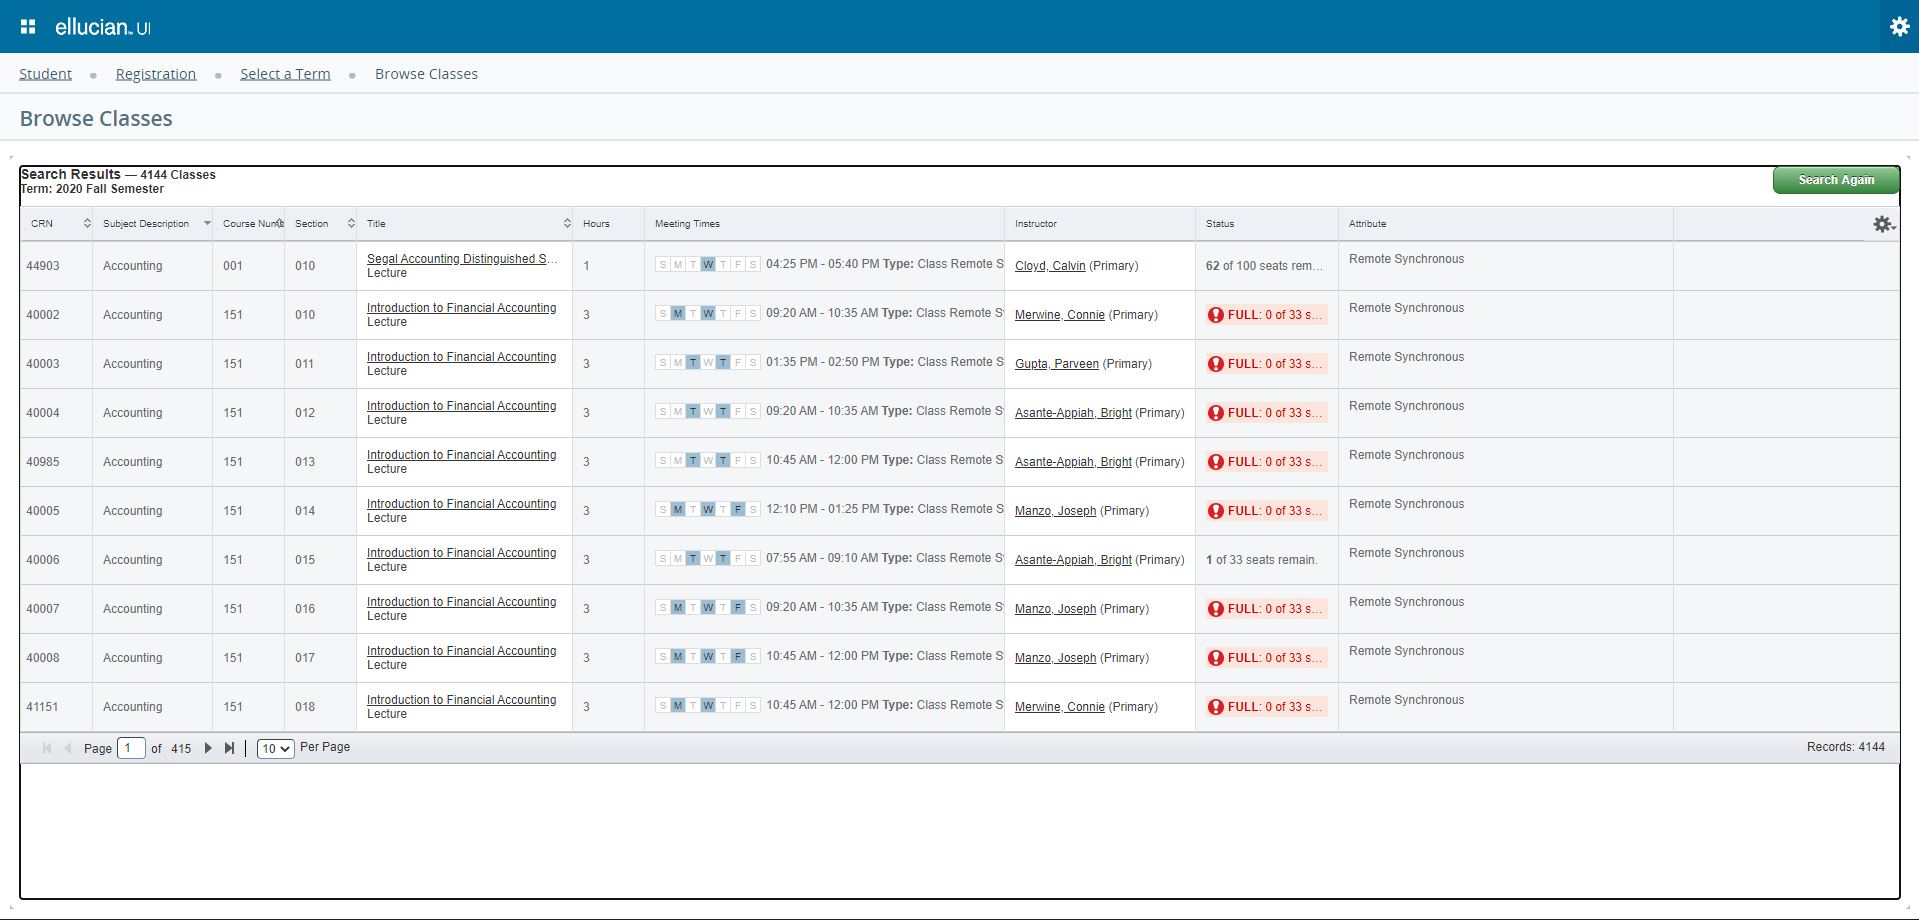 ellucian™ UI
Student • Registration • Select a Term • Browse Classes
Browse Classes
Search Results — 4144 Classes
Term: 2020 Fall Semester
Search Again
CRN Subject Description Course Num Section Title Hours Meeting Times Instructor Status Attribute
44903 Accounting 001 010 Segal Accounting Distinguished S... 1 S M T W T F S 04:25 PM - 05:40 PM Type: Class Remote S Cloyd, Calvin (Primary) 62 of 100 seats rem... Remote Synchronous
Lecture
40002 Accounting 151 010 Introduction to Financial Accounting 3 S M T W T F S 09:20 AM - 10:35 AM Type: Class Remote S Merwine, Connie (Primary) FULL: 0 of 33 s... Remote Synchronous
Lecture
40003 Accounting 151 011 Introduction to Financial Accounting 3 S M T W T F S 01:35 PM - 02:50 PM Type: Class Remote S Gupta, Parveen (Primary) FULL: 0 of 33 s... Remote Synchronous
Lecture
40004 Accounting 151 012 Introduction to Financial Accounting 3 S M T W T F S 09:20 AM - 10:35 AM Type: Class Remote S Asante-Appiah, Bright (Primary) FULL: 0 of 33 s... Remote Synchronous
Lecture
40985 Accounting 151 013 Introduction to Financial Accounting 3 S M T W T F S 10:45 AM - 12:00 PM Type: Class Remote S Asante-Appiah, Bright (Primary) FULL: 0 of 33 s... Remote Synchronous
Lecture
40005 Accounting 151 014 Introduction to Financial Accounting 3 S M T W T F S 12:10 PM - 01:25 PM Type: Class Remote S Manzo, Joseph (Primary) FULL: 0 of 33 s... Remote Synchronous
Lecture
40006 Accounting 151 015 Introduction to Financial Accounting 3 S M T W T F S 07:55 AM - 09:10 AM Type: Class Remote S Asante-Appiah, Bright (Primary) 1 of 33 seats remain. Remote Synchronous
Lecture
40007 Accounting 151 016 Introduction to Financial Accounting 3 S M T W T F S 09:20 AM - 10:35 AM Type: Class Remote S Manzo, Joseph (Primary) FULL: 0 of 33 s... Remote Synchronous
Lecture
40008 Accounting 151 017 Introduction to Financial Accounting 3 S M T W T F S 10:45 AM - 12:00 PM Type: Class Remote S Manzo, Joseph (Primary) FULL: 0 of 33 s... Remote Synchronous
Lecture
41151 Accounting 151 018 Introduction to Financial Accounting 3 S M T W T F S 10:45 AM - 12:00 PM Type: Class Remote S Merwine, Connie (Primary) FULL: 0 of 33 s... Remote Synchronous
Lecture
Page 1 of 415 | 10 Per Page Records: 4144